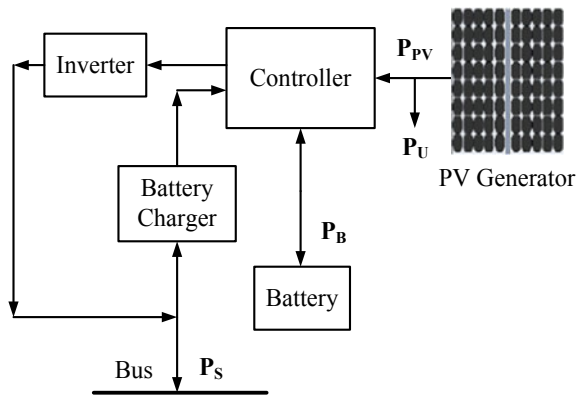 Inverter
Controller
P_PV
P_U
PV Generator
Battery
Charger
P_B
Battery
Bus
P_S